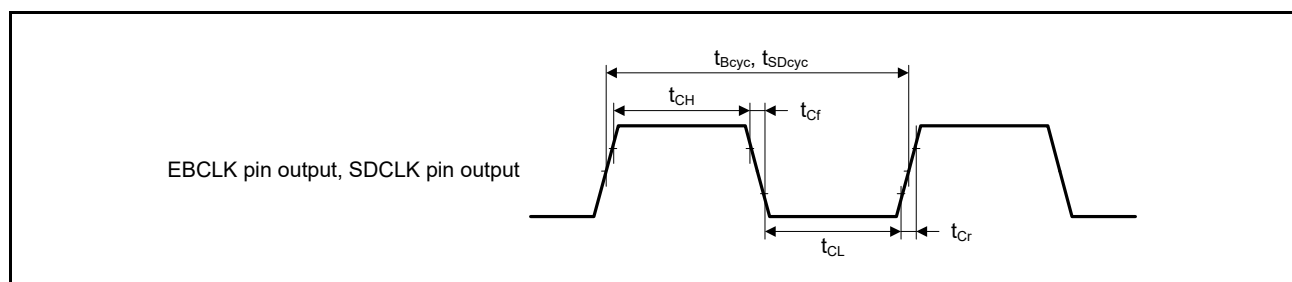 tBcyc, tSDcyc
tCH
tCf
EBCLK pin output, SDCLK pin output
tCL
tCr